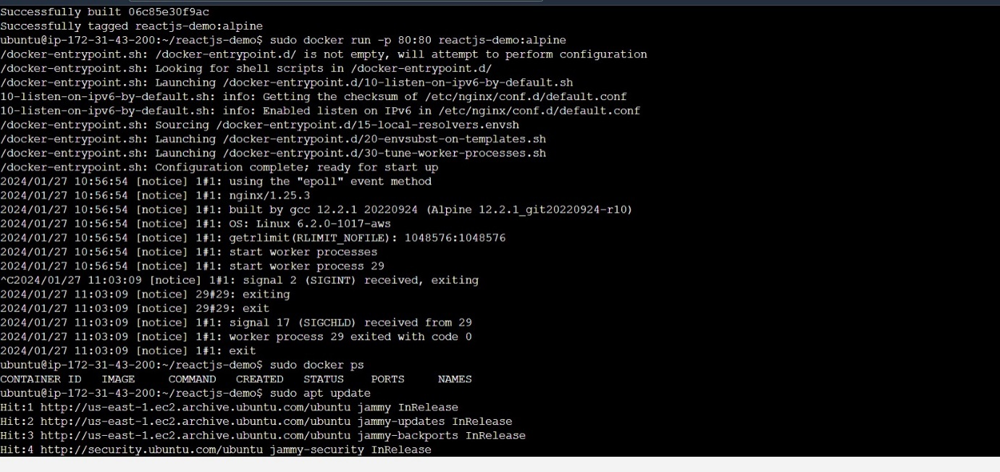 Successfully built 06c85e30f9ac
Successfully tagged reactjs-demo:alpine
ubuntu@ip-172-31-43-200:~/reactjs-demo$ sudo docker run -p 80:80 reactjs-demo:alpine
/docker-entrypoint.sh: /docker-entrypoint.d/ is not empty, will attempt to perform configuration
/docker-entrypoint.sh: Looking for shell scripts in /docker-entrypoint.d/
/docker-entrypoint.sh: Launching /docker-entrypoint.d/10-listen-on-ipv6-by-default.sh
10-listen-on-ipv6-by-default.sh: info: Getting the checksum of /etc/nginx/conf.d/default.conf
10-listen-on-ipv6-by-default.sh: info: Enabled listen on IPv6 in /etc/nginx/conf.d/default.conf
/docker-entrypoint.sh: Sourcing /docker-entrypoint.d/15-local-resolvers.envsh
/docker-entrypoint.sh: Launching /docker-entrypoint.d/20-envsubst-on-templates.sh
/docker-entrypoint.sh: Launching /docker-entrypoint.d/30-tune-worker-processes.sh
/docker-entrypoint.sh: Configuration complete; ready for start up
2024/01/27 10:56:54 [notice] 1#1: using the "epoll" event method
2024/01/27 10:56:54 [notice] 1#1: nginx/1.25.3
2024/01/27 10:56:54 [notice] 1#1: built by gcc 12.2.1 20220924 (Alpine 12.2.1_git20220924-r10)
2024/01/27 10:56:54 [notice] 1#1: OS: Linux 6.2.0-1017-aws
2024/01/27 10:56:54 [notice] 1#1: getrlimit(RLIMIT_NOFILE): 1048576:1048576
2024/01/27 10:56:54 [notice] 1#1: start worker processes
2024/01/27 10:56:54 [notice] 1#1: start worker process 29
^C2024/01/27 11:03:09 [notice] 1#1: signal 2 (SIGINT) received, exiting
2024/01/27 11:03:09 [notice] 29#29: exiting
2024/01/27 11:03:09 [notice] 29#29: exit
2024/01/27 11:03:09 [notice] 1#1: signal 17 (SIGCHLD) received from 29
2024/01/27 11:03:09 [notice] 1#1: worker process 29 exited with code 0
2024/01/27 11:03:09 [notice] 1#1: exit
ubuntu@ip-172-31-43-200:~/reactjs-demo$ sudo docker ps
CONTAINER ID   IMAGE     COMMAND   CREATED   STATUS    PORTS     NAMES
ubuntu@ip-172-31-43-200:~/reactjs-demo$ sudo apt update
Hit:1 http://us-east-1.ec2.archive.ubuntu.com/ubuntu jammy InRelease
Hit:2 http://us-east-1.ec2.archive.ubuntu.com/ubuntu jammy-updates InRelease
Hit:3 http://us-east-1.ec2.archive.ubuntu.com/ubuntu jammy-backports InRelease
Hit:4 http://security.ubuntu.com/ubuntu jammy-security InRelease